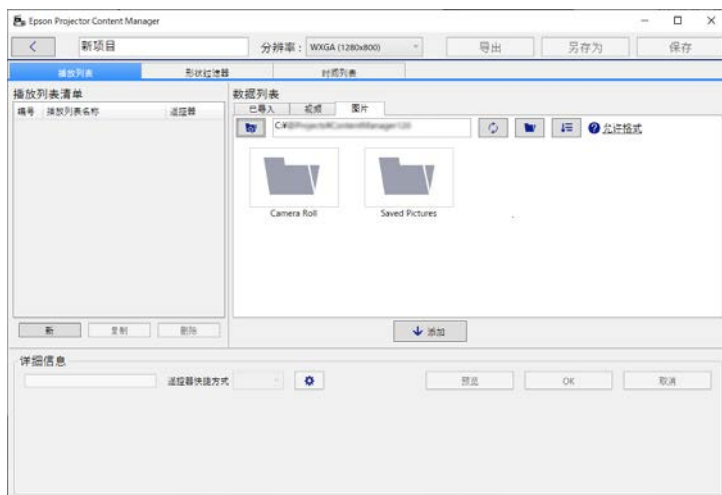 Epson Projector Content Manager
新项目 分辨率： WXGA (1280x800) 导出 另存为 保存
播放列表 形状过滤器 时间列表
播放列表清单
编号 播放列表名称 遥控器
数据列表
已导入 视频 图片
允许格式
Camera Roll Saved Pictures
新 复制 删除
添加
详细信息
遥控器快捷方式 预览 OK 取消